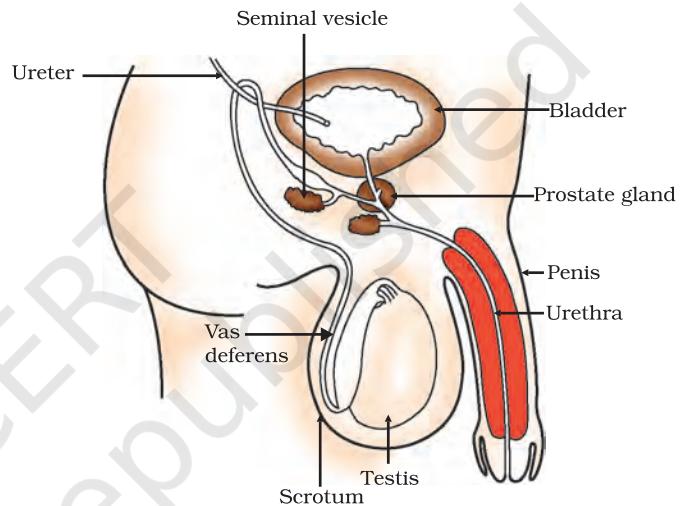 Seminal vesicle
Ureter
Bladder
Prostate gland
Penis
Urethra
Vas
deferens
Testis
Scrotum